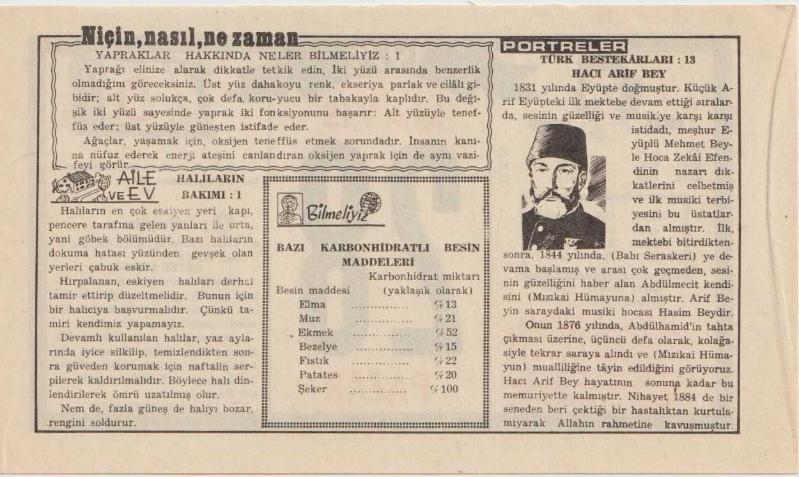 Niçin, nasıl, ne zaman
YAPRAKLAR HAKKINDA NELER BİLMELİYİZ : 1
Yaprağı elinize alarak dikkatle tetkik edin, İki yüzü arasında benzerlik
olmadığını göreceksiniz. Üst yüz dahakoyu renk, ekseriya parlak ve cilâlı gi-
bidir; alt yüz solukça, çok defa koru-yucu bir tabakayla kaplıdır. Bu deği-
şik iki yüzü sayesinde yaprak iki fonksiyonunu başarır: Alt yüzüyle tenef-
füs eder; üst yüzüyle güneşten istifade eder.
Ağaçlar, yaşamak için, oksijen teneffüs etmek zorundadır. İnsanın kanı-
na nüfuz ederek enerji ateşini canlandıran oksijen yaprak için de aynı vazi-
feyi görür.
AİLE VE EV
HALILARIN
BAKIMI : 1
Halıların en çok eskiyen yeri kapı,
pencere tarafına gelen yanları ile orta,
yani göbek bölümüdür. Bazı halıların
dokuma hatası yüzünden gevşek olan
yerleri çabuk eskir.
Hırpalanan, eskiyen halıları derhal
tamir ettirip düzeltmelidir. Bunun için
bir halıcıya başvurmalıdır. Çünkü ta-
miri kendimiz yapamayız.
Devamlı kullanılan halılar, yaz ayla-
rında iyice silkilip, temizlendikten son-
ra güveden korumak için naftalin ser-
pilerek kaldırılmalıdır. Böylece halı din-
lendirilerek ömrü uzatılmış olur.
Nem de, fazla güneş de halıyı bozar,
rengini soldurur.
Bilmeliyiz
BAZI KARBONHİDRATLI BESİN
MADDELERİ
Karbonhidrat miktarı
Besin maddesi (yaklaşık olarak)
Elma .............. %13
Muz .............. %21
Ekmek .............. %52
Bezelye .............. %15
Fıstık .............. %22
Patates .............. %20
Şeker .............. %100
PORTRELER
TÜRK BESTEKÂRLARI : 13
HACI ARİF BEY
1831 yılında Eyüpte doğmuştur. Küçük A-
rif Eyüpteki ilk mektebe devam ettiği sıralar-
da, sesinin güzelliği ve musikiye karşı karşı
istidadı, meşhur E-
yüplü Mehmet Bey-
le Hoca Zekâi Efen-
dinin nazarı dik-
katlerini celbetmiş
ve ilk musiki terbi-
yesini bu üstatlar-
dan almıştır. İlk,
mektebi bitirdikten-
sonra, 1844 yılında, (Babı Seraskeri) ye de-
vama başlamış ve arası çok geçmeden, sesi-
nin güzelliğini haber alan Abdülmecit kendi-
sini (Mızıkai Hümayuna) almıştır. Arif Be-
yin saraydaki musiki hocası Hasim Beydir.
Onun 1876 yılında, Abdülhamid'in tahta
çıkması üzerine, üçüncü defa olarak, kolağa-
siyle tekrar saraya alındı ve (Mızıkai Hüma-
yun) mualliliğine tâyin edildiğini görüyoruz.
Hacı Arif Bey hayatının sonuna kadar bu
memuriyette kalmıştır. Nihayet 1884 de bir
seneden beri çektiği bir hastalıktan kurtula-
mıyarak Allahın rahmetine kavuşmuştur.